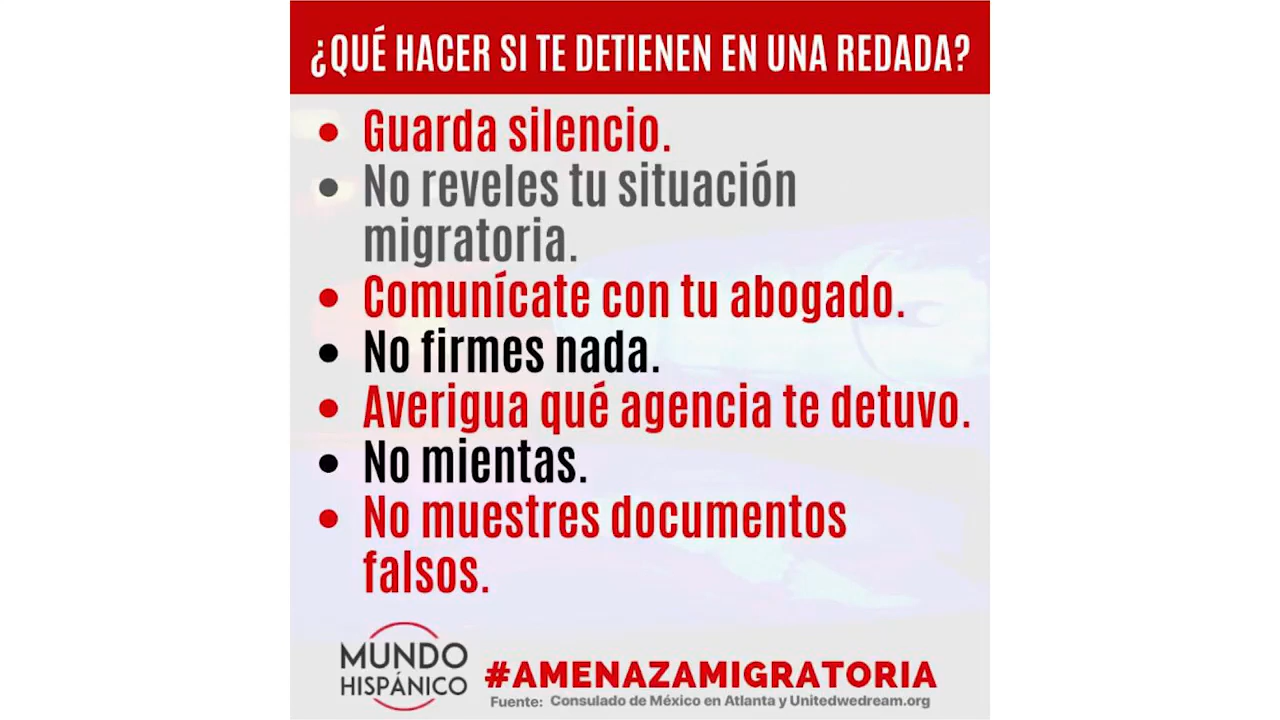 ¿QUÉ HACER SI TE DETIENEN EN UNA REDADA?
• Guarda silencio.
• No reveles tu situación
migratoria.
• Comunícate con tu abogado.
• No firmes nada.
• Averigua qué agencia te detuvo.
• No mientas.
• No muestres documentos
falsos.
MUNDO
HISPÁNICO
#AMENAZAMIGRATORIA
Fuente: Consulado de México en Atlanta y Unitedwedream.org